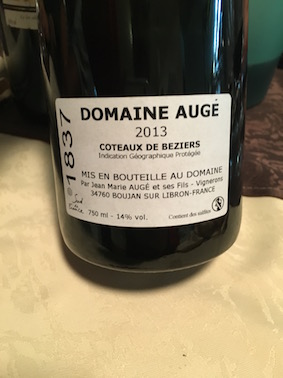 DOMAINE AUGÉ
2013
COTEAUX DE BEZIERS
Indication Géographique Protégée
MIS EN BOUTEILLE AU DOMAINE
Par Jean Marie AUGÉ et ses Fils - Vignerons
34760 BOUJAN SUR LIBRON-FRANCE
750 ml - 14% vol.
Contient des sulfites
1837
Sud